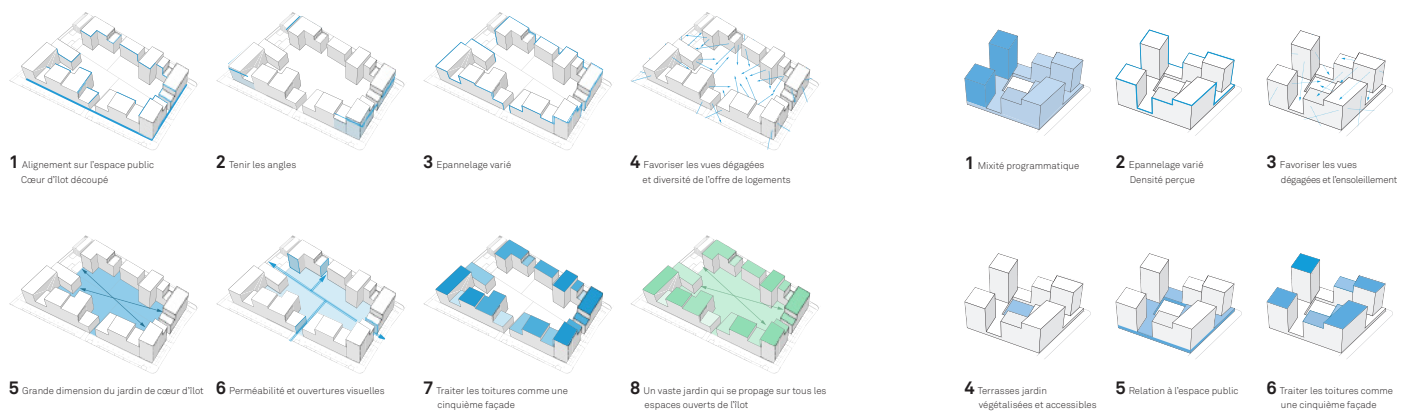 1 Alignement sur l'espace public
Cœur d'îlot découpé
2 Tenir les angles
3 Epannelage varié
4 Favoriser les vues dégagées
et diversité de l'offre de logements
1 Mixité programmatique
2 Epannelage varié
Densité perçue
3 Favoriser les vues
dégagées et l'ensoleillement
5 Grande dimension du jardin de cœur d'îlot
6 Perméabilité et ouvertures visuelles
7 Traiter les toitures comme une
cinquième façade
8 Un vaste jardin qui se propage sur tous les
espaces ouverts de l'îlot
4 Terrasses jardin
végétalisées et accessibles
5 Relation à l'espace public
6 Traiter les toitures comme
une cinquième façade